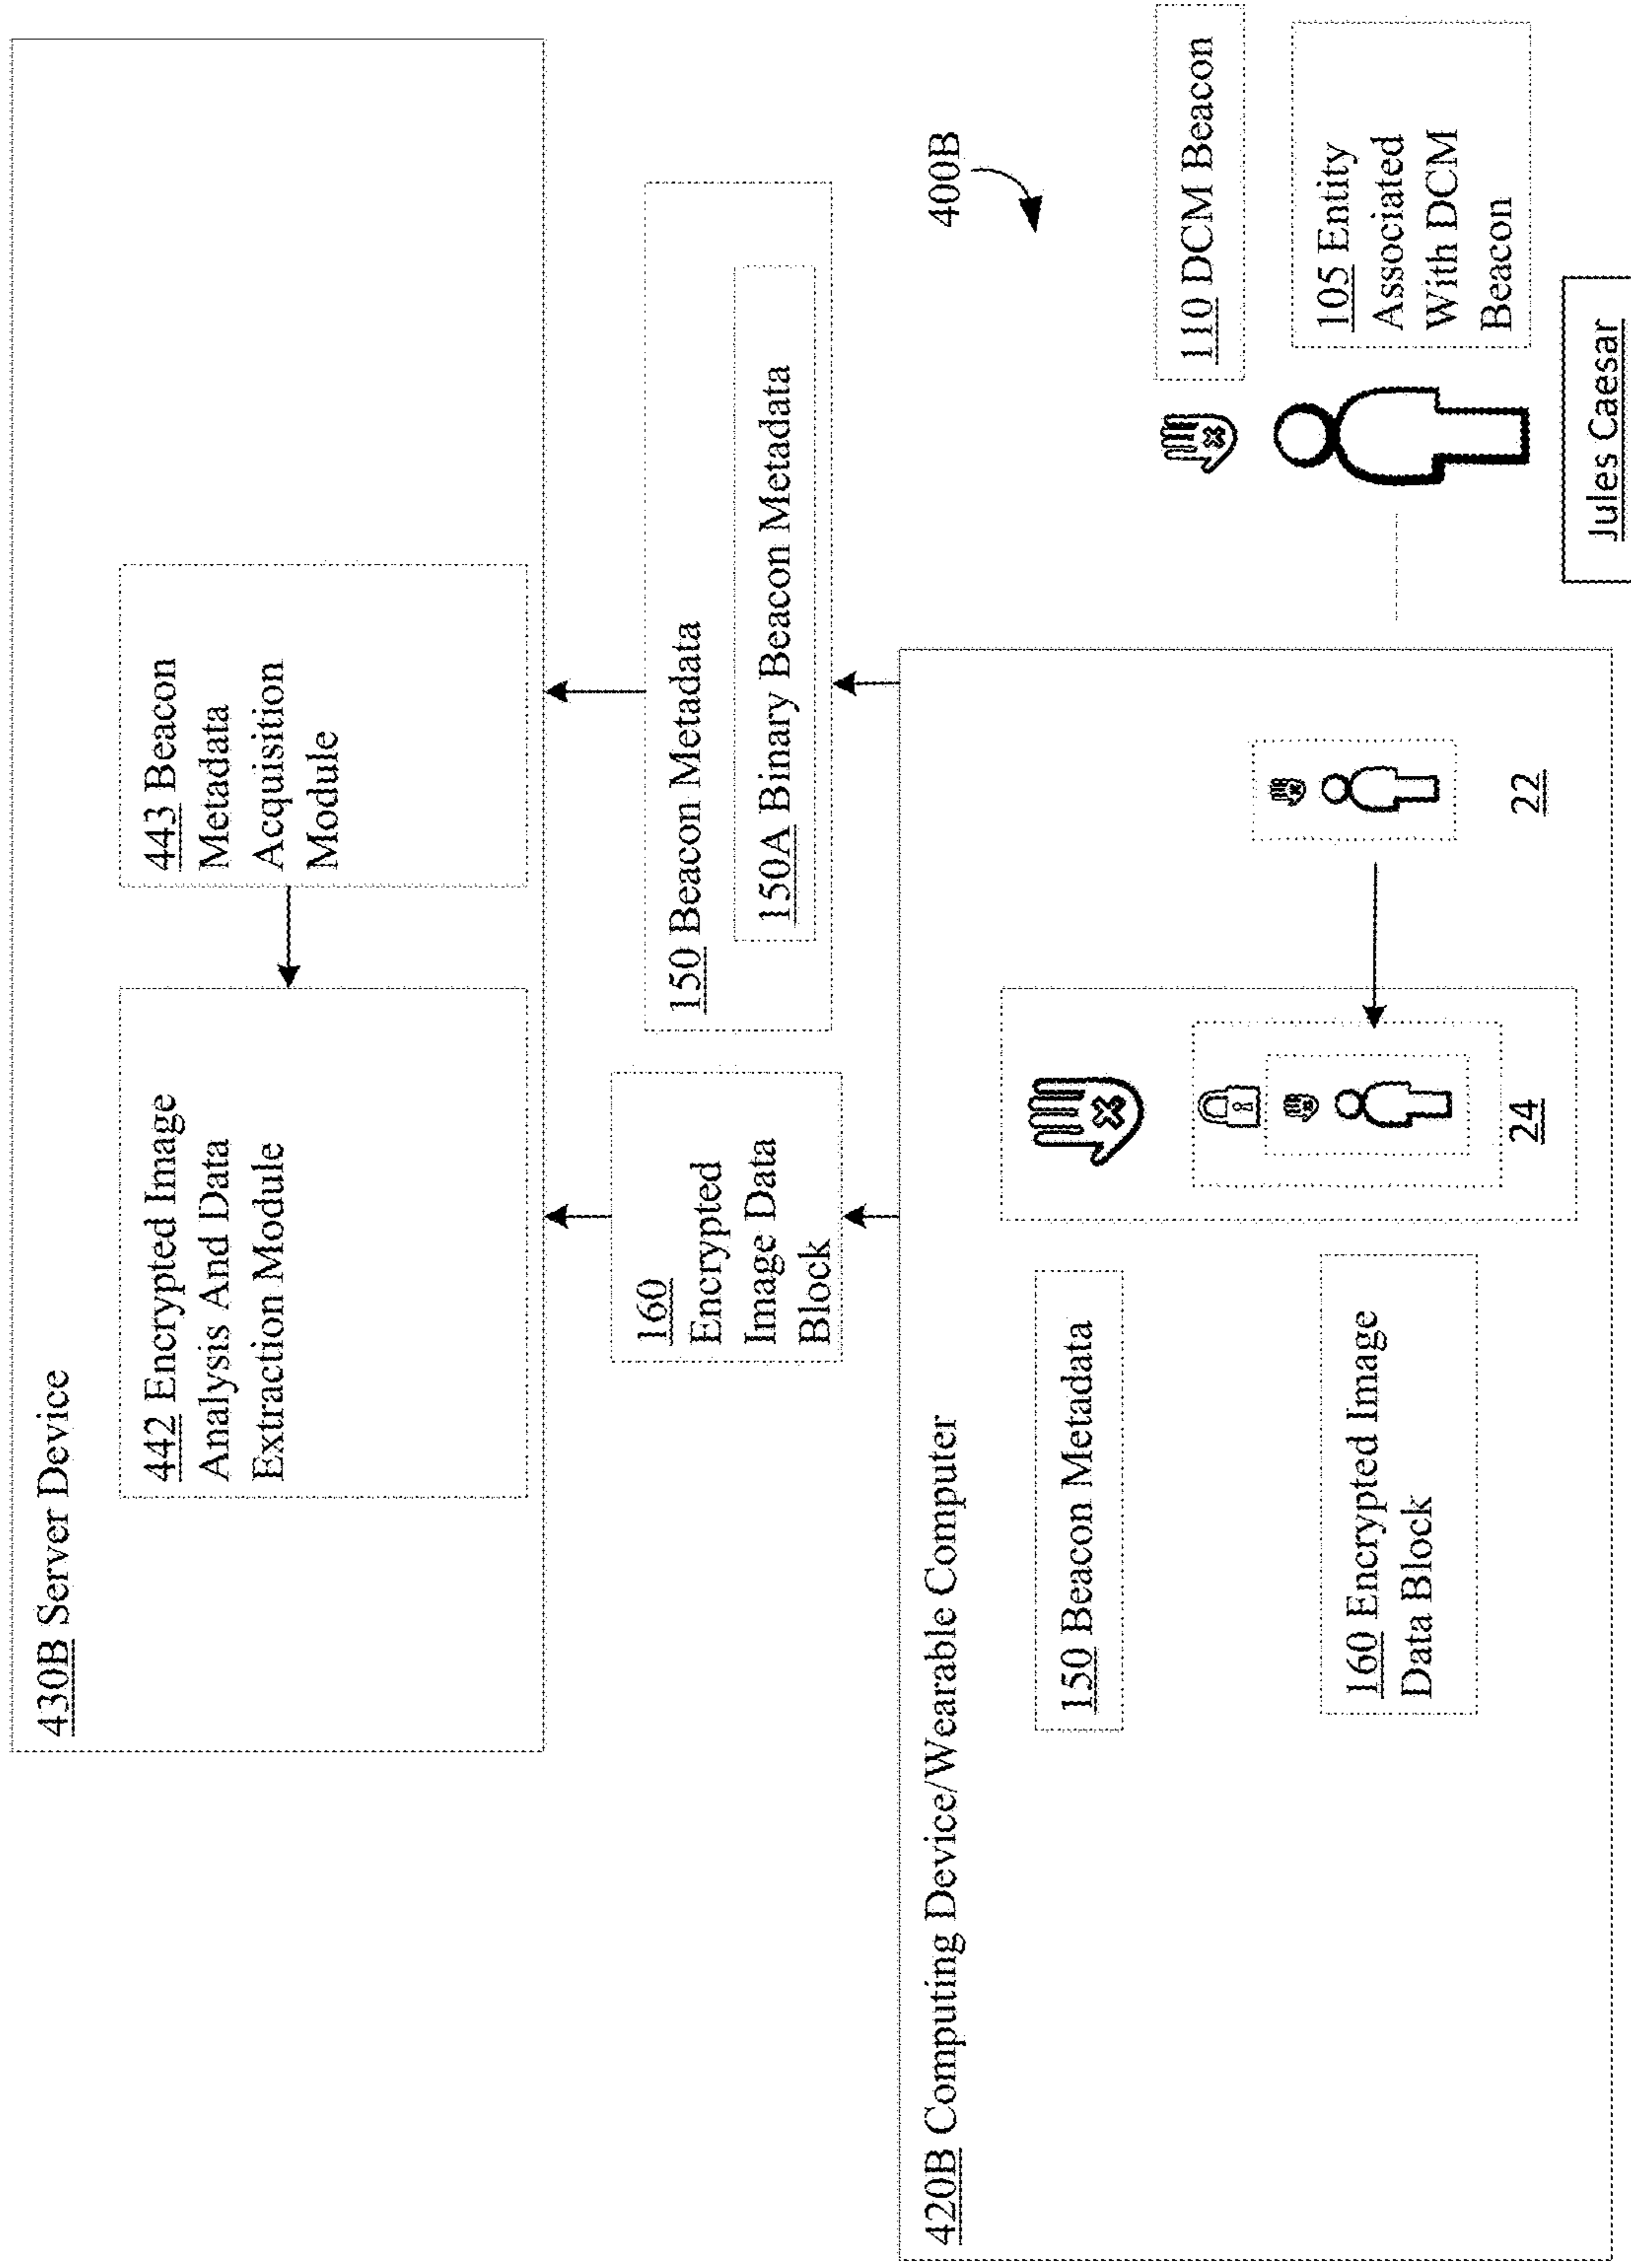 430B Server Device
442 Encrypted Image
Analysis And Data
Extraction Module
443 Beacon
Metadata
Acquisition
Module
160
Encrypted
Image Data
Block
150 Beacon Metadata
150A Binary Beacon Metadata
420B Computing Device/Wearable Computer
150 Beacon Metadata
160 Encrypted Image
Data Block
24
22
400B
110 DCM Beacon
105 Entity
Associated
With DCM
Beacon
Jules Caesar